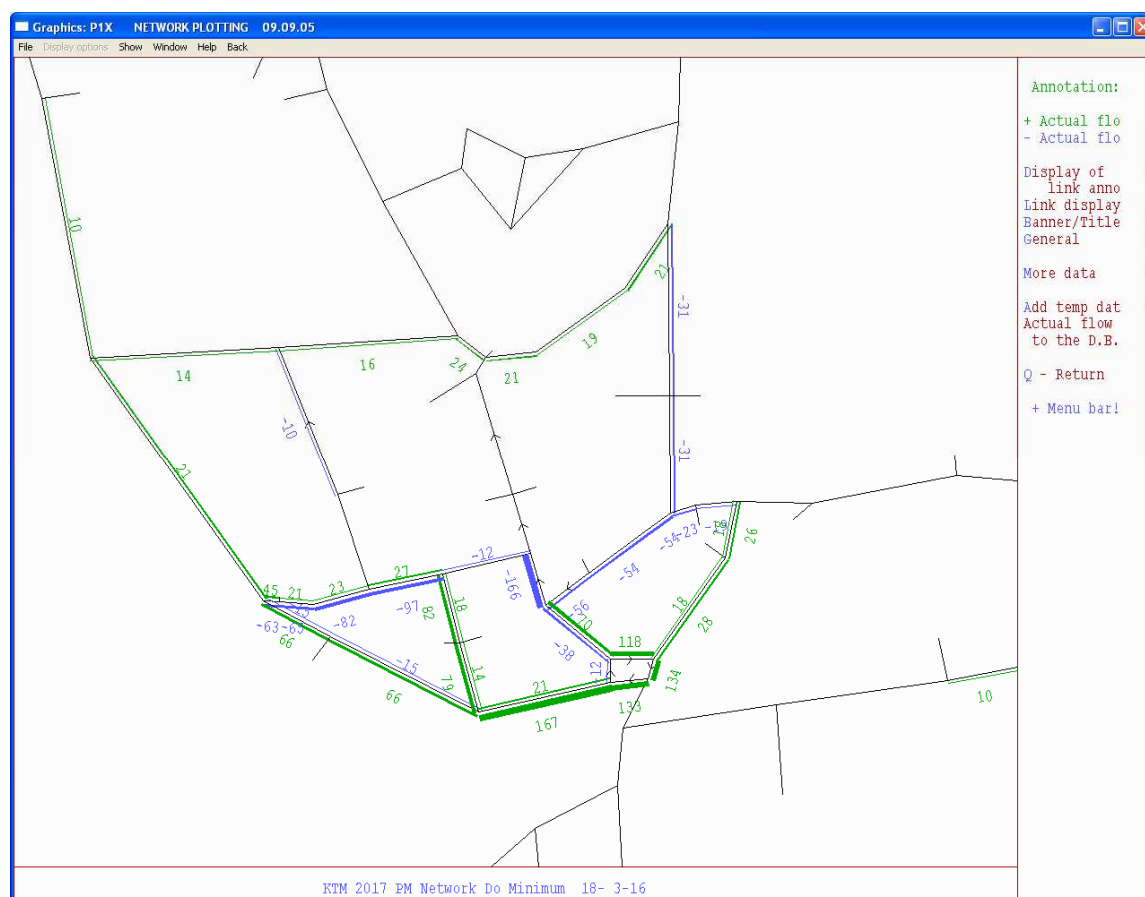 Graphics: P1X NETWORK PLOTTING 09.09.05
File Display options Show Window Help Back
Annotation:
+ Actual flo
- Actual flo
Display of
link anno
Link display
Banner/Title
General
More data
Add temp dat
Actual flow
to the D.B.
Q - Return
+ Menu bar!
10
14
16
24
21
19
21
-31
-31
-10
21
45
21
23
27
-12
-166
-54
-54
-23
-19
26
-63
-82
-97
82
18
-56
70
-38
118
18
28
66
-15
79
14
21
-12
134
66
167
133
10
KTM 2017 PM Network Do Minimum 18- 3-16